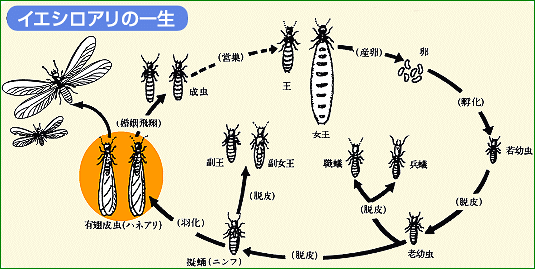 イエシロアリの一生
(営巣)
(産卵)
卵
王
女王
成虫
(孵化)
(婚姻飛翔)
若幼虫
副王
副女王
職蟻
兵蟻
(脱皮)
(脱皮)
(脱皮)
有翅成虫(ハネアリ)
(羽化)
(脱皮)
老幼虫
擬蛹(ニンフ)